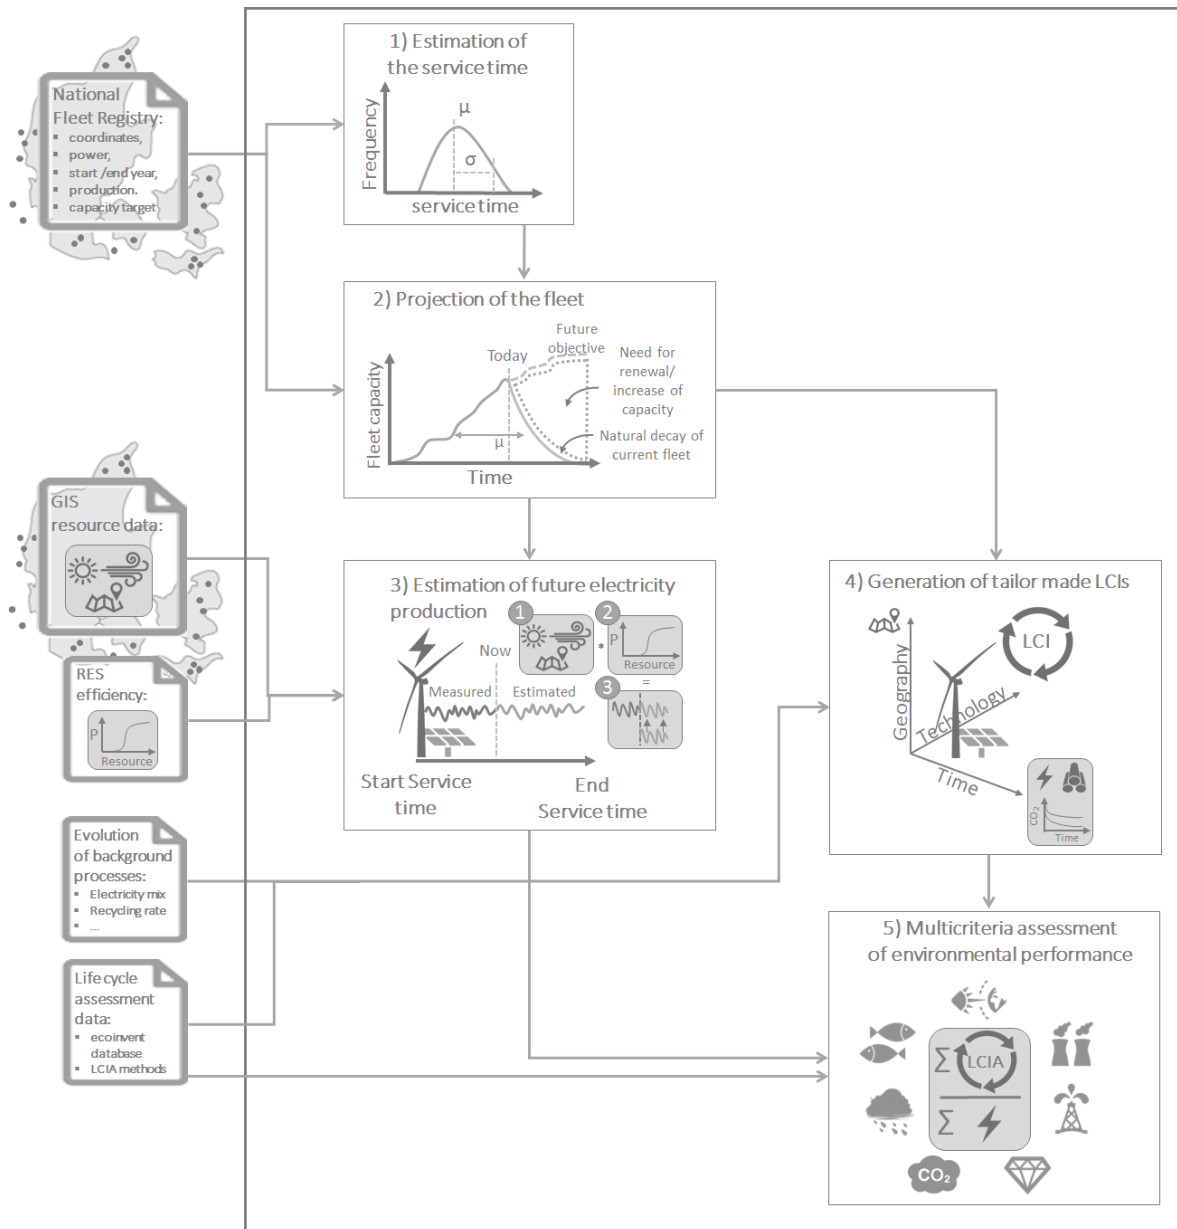 National
Fleet Registry:
▪ coordinates,
▪ power,
▪ start /end year,
▪ production.
▪ capacity target
1) Estimation of
the service time
Frequency
μ
σ
service time
2) Projection of the fleet
Fleet capacity
Today
Future
objective
Need for
renewal/
increase of
capacity
μ
Natural decay of
current fleet
Time
GIS
resource data:
RES
efficiency:
P
Resource
3) Estimation of future electricity
production
1
2
*
P
Resource
=
3
Now
Measured
Estimated
Start Service
time
End
Service time
4) Generation of tailor made LCIs
LCI
Geography
Technology
Time
CO2
Time
Evolution
of background
processes:
▪ Electricity mix
▪ Recycling rate
▪ ...
Life cycle
assessment
data:
▪ ecoinvent
database
▪ LCIA methods
5) Multicriteria assessment
of environmental performance
Σ
LCIA
Σ
CO2